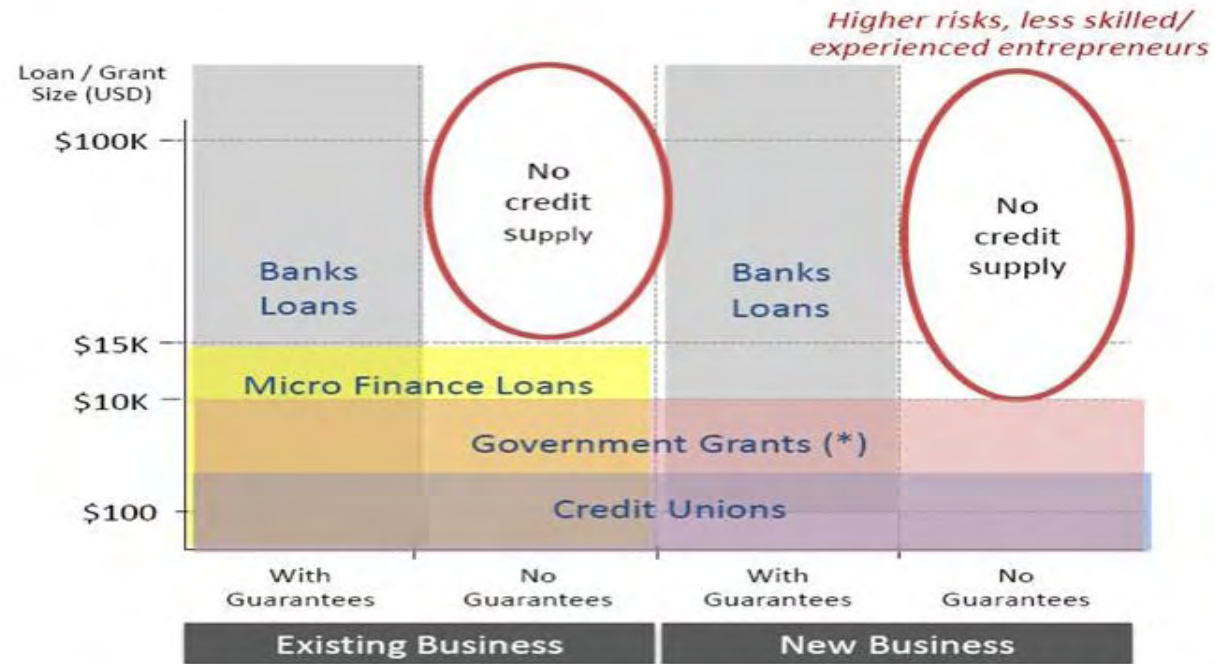 Higher risks, less skilled/
experienced entrepreneurs
Loan / Grant
Size (USD)
$100K
No
credit
supply
No
credit
supply
Banks
Loans
Banks
Loans
$15K
Micro Finance Loans
$10K
Government Grants (*)
$100
Credit Unions
With
Guarantees
No
Guarantees
With
Guarantees
No
Guarantees
Existing Business
New Business